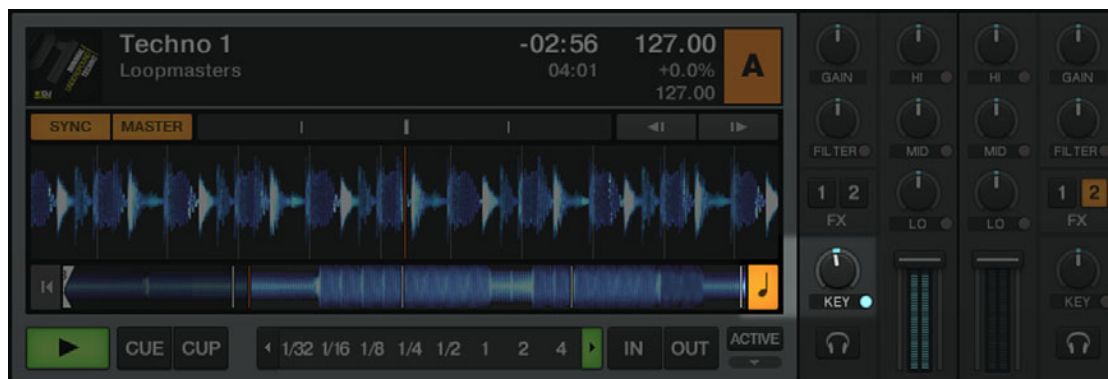 Techno 1 -02:56 127.00 A
Loopmasters 04:01 +0.0%
127.00
SYNC MASTER
CUE CUP 1/32 1/16 1/8 1/4 1/2 1 2 4 IN OUT ACTIVE
GAIN HI HI GAIN
FILTER MID MID FILTER
1 2 1 2
FX LO LO FX
KEY KEY